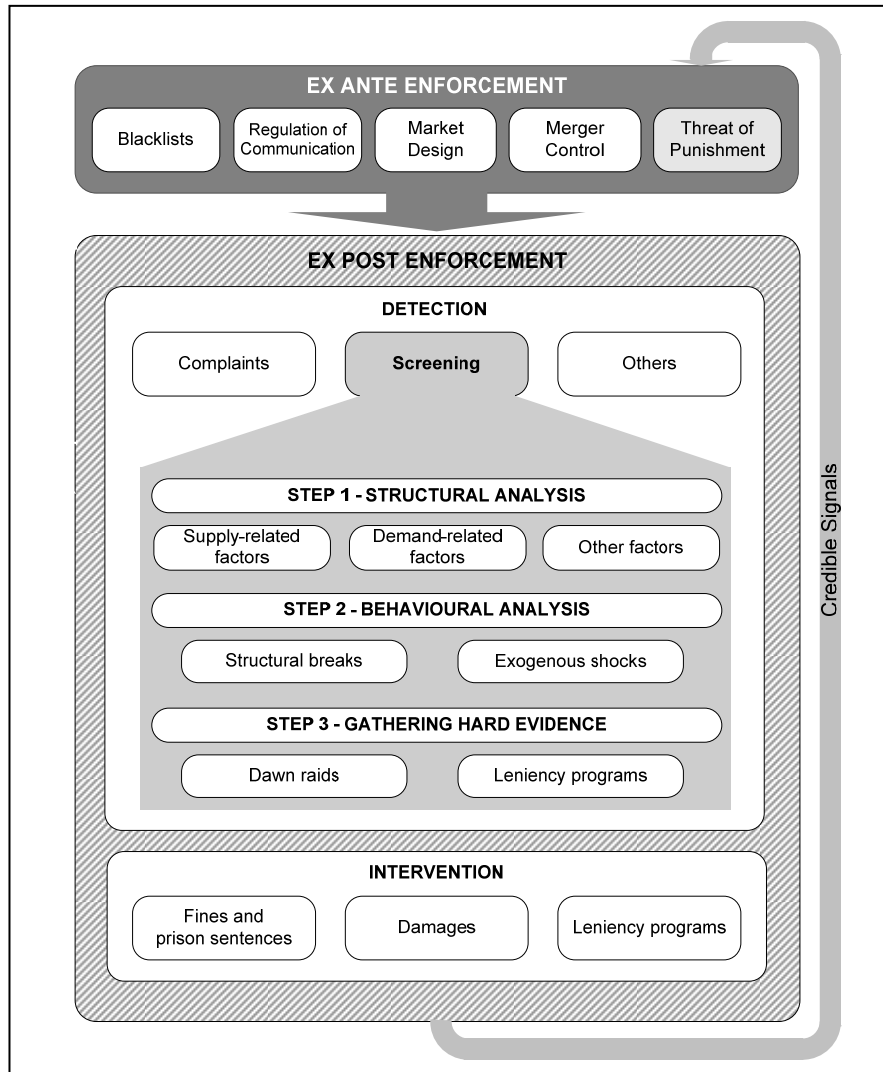 EX ANTE ENFORCEMENT
Blacklists
Regulation of
Communication
Market
Design
Merger
Control
Threat of
Punishment
EX POST ENFORCEMENT
DETECTION
Complaints
Screening
Others
STEP 1 - STRUCTURAL ANALYSIS
Supply-related
factors
Demand-related
factors
Other factors
STEP 2 - BEHAVIOURAL ANALYSIS
Structural breaks
Exogenous shocks
STEP 3 - GATHERING HARD EVIDENCE
Dawn raids
Leniency programs
INTERVENTION
Fines and
prison sentences
Damages
Leniency programs
Credible Signals